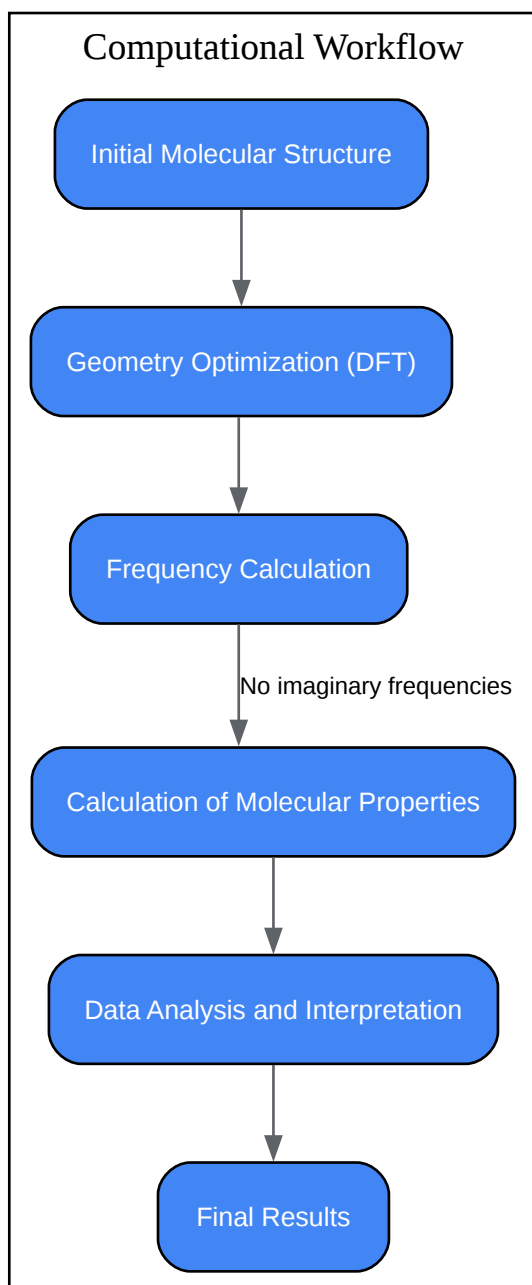 Computational Workflow
Initial Molecular Structure
Geometry Optimization (DFT)
Frequency Calculation
No imaginary frequencies
Calculation of Molecular Properties
Data Analysis and Interpretation
Final Results